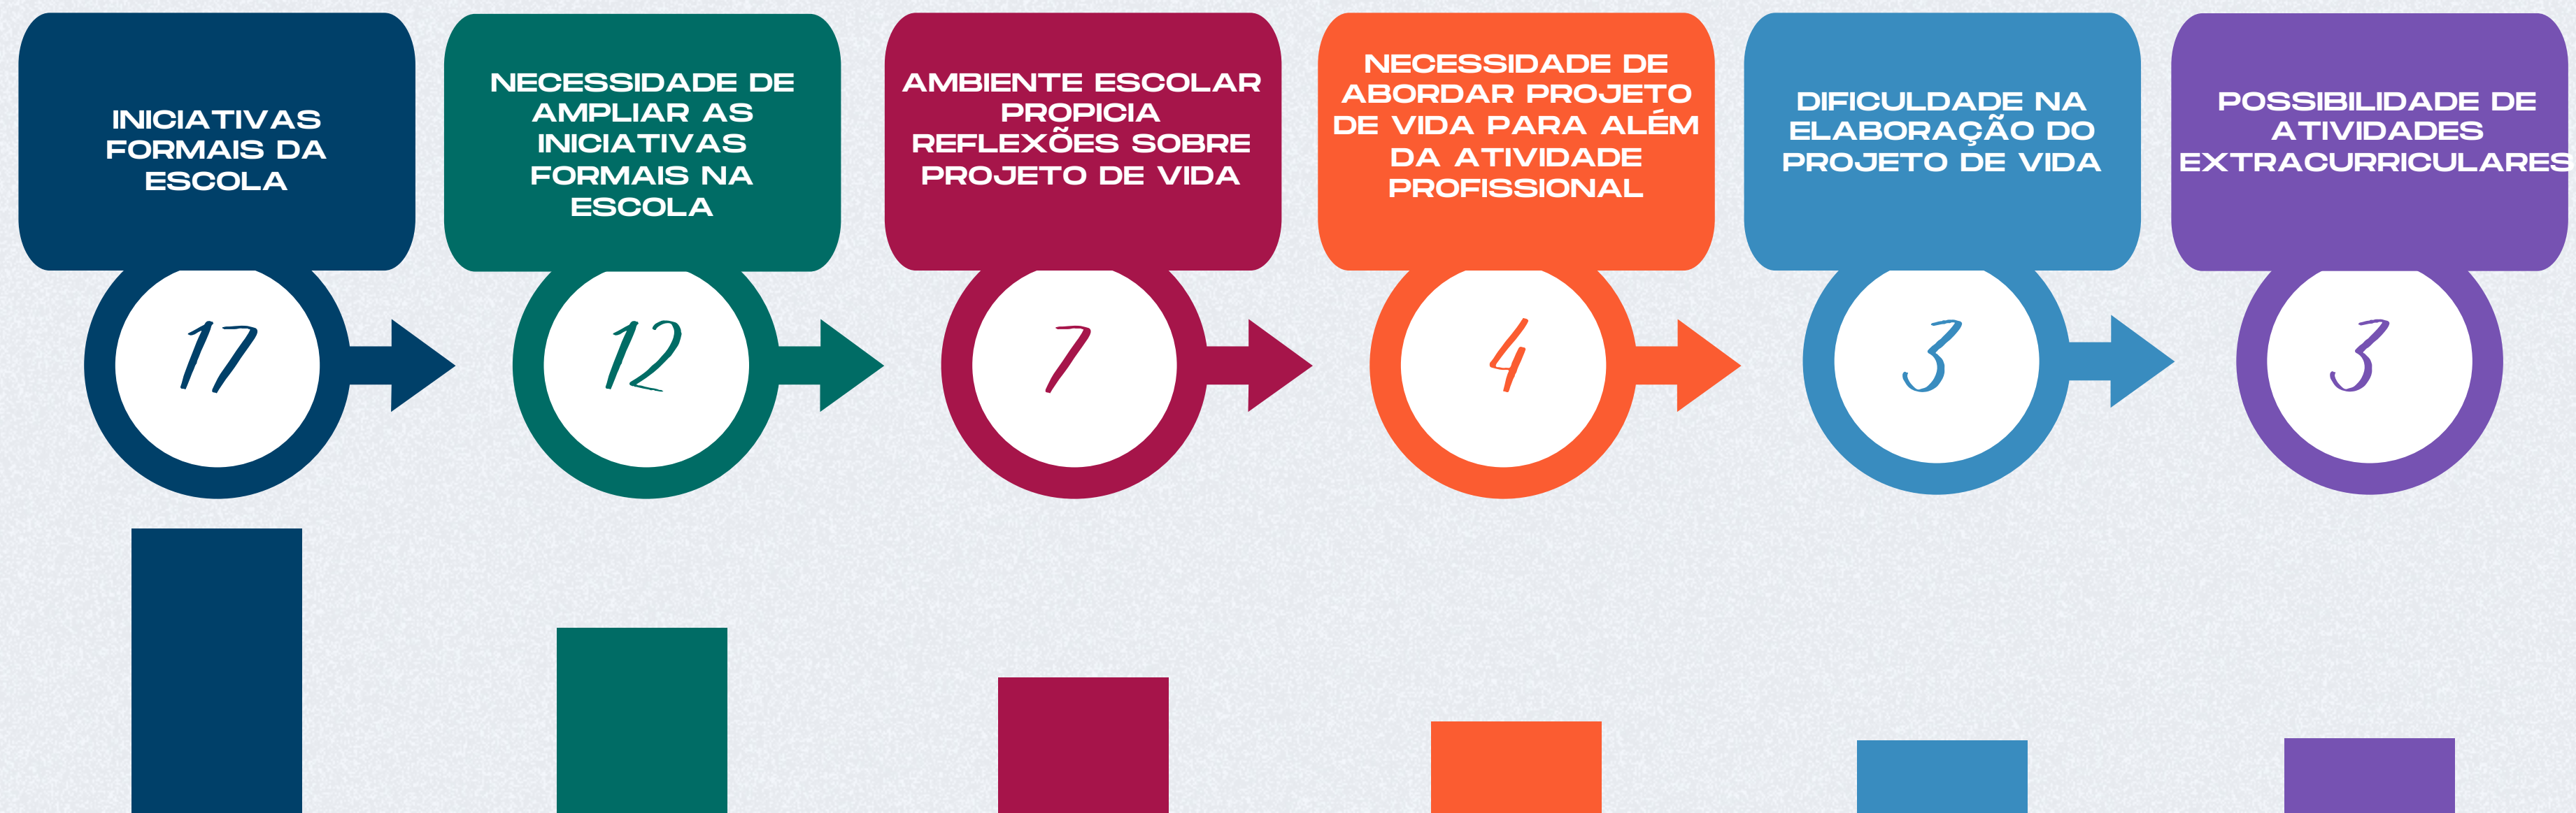 INICIATIVAS
FORMAIS DA
ESCOLA
NECESSIDADE DE
AMPLIAR AS
INICIATIVAS
FORMAIS NA
ESCOLA
AMBIENTE ESCOLAR
PROPICIA
REFLEXÕES SOBRE
PROJETO DE VIDA
NECESSIDADE DE
ABORDAR PROJETO
DE VIDA PARA ALÉM
DA ATIVIDADE
PROFISSIONAL
DIFICULDADE NA
ELABORAÇÃO DO
PROJETO DE VIDA
POSSIBILIDADE DE
ATIVIDADES
EXTRACURRICULARES
17
12
7
4
3
3